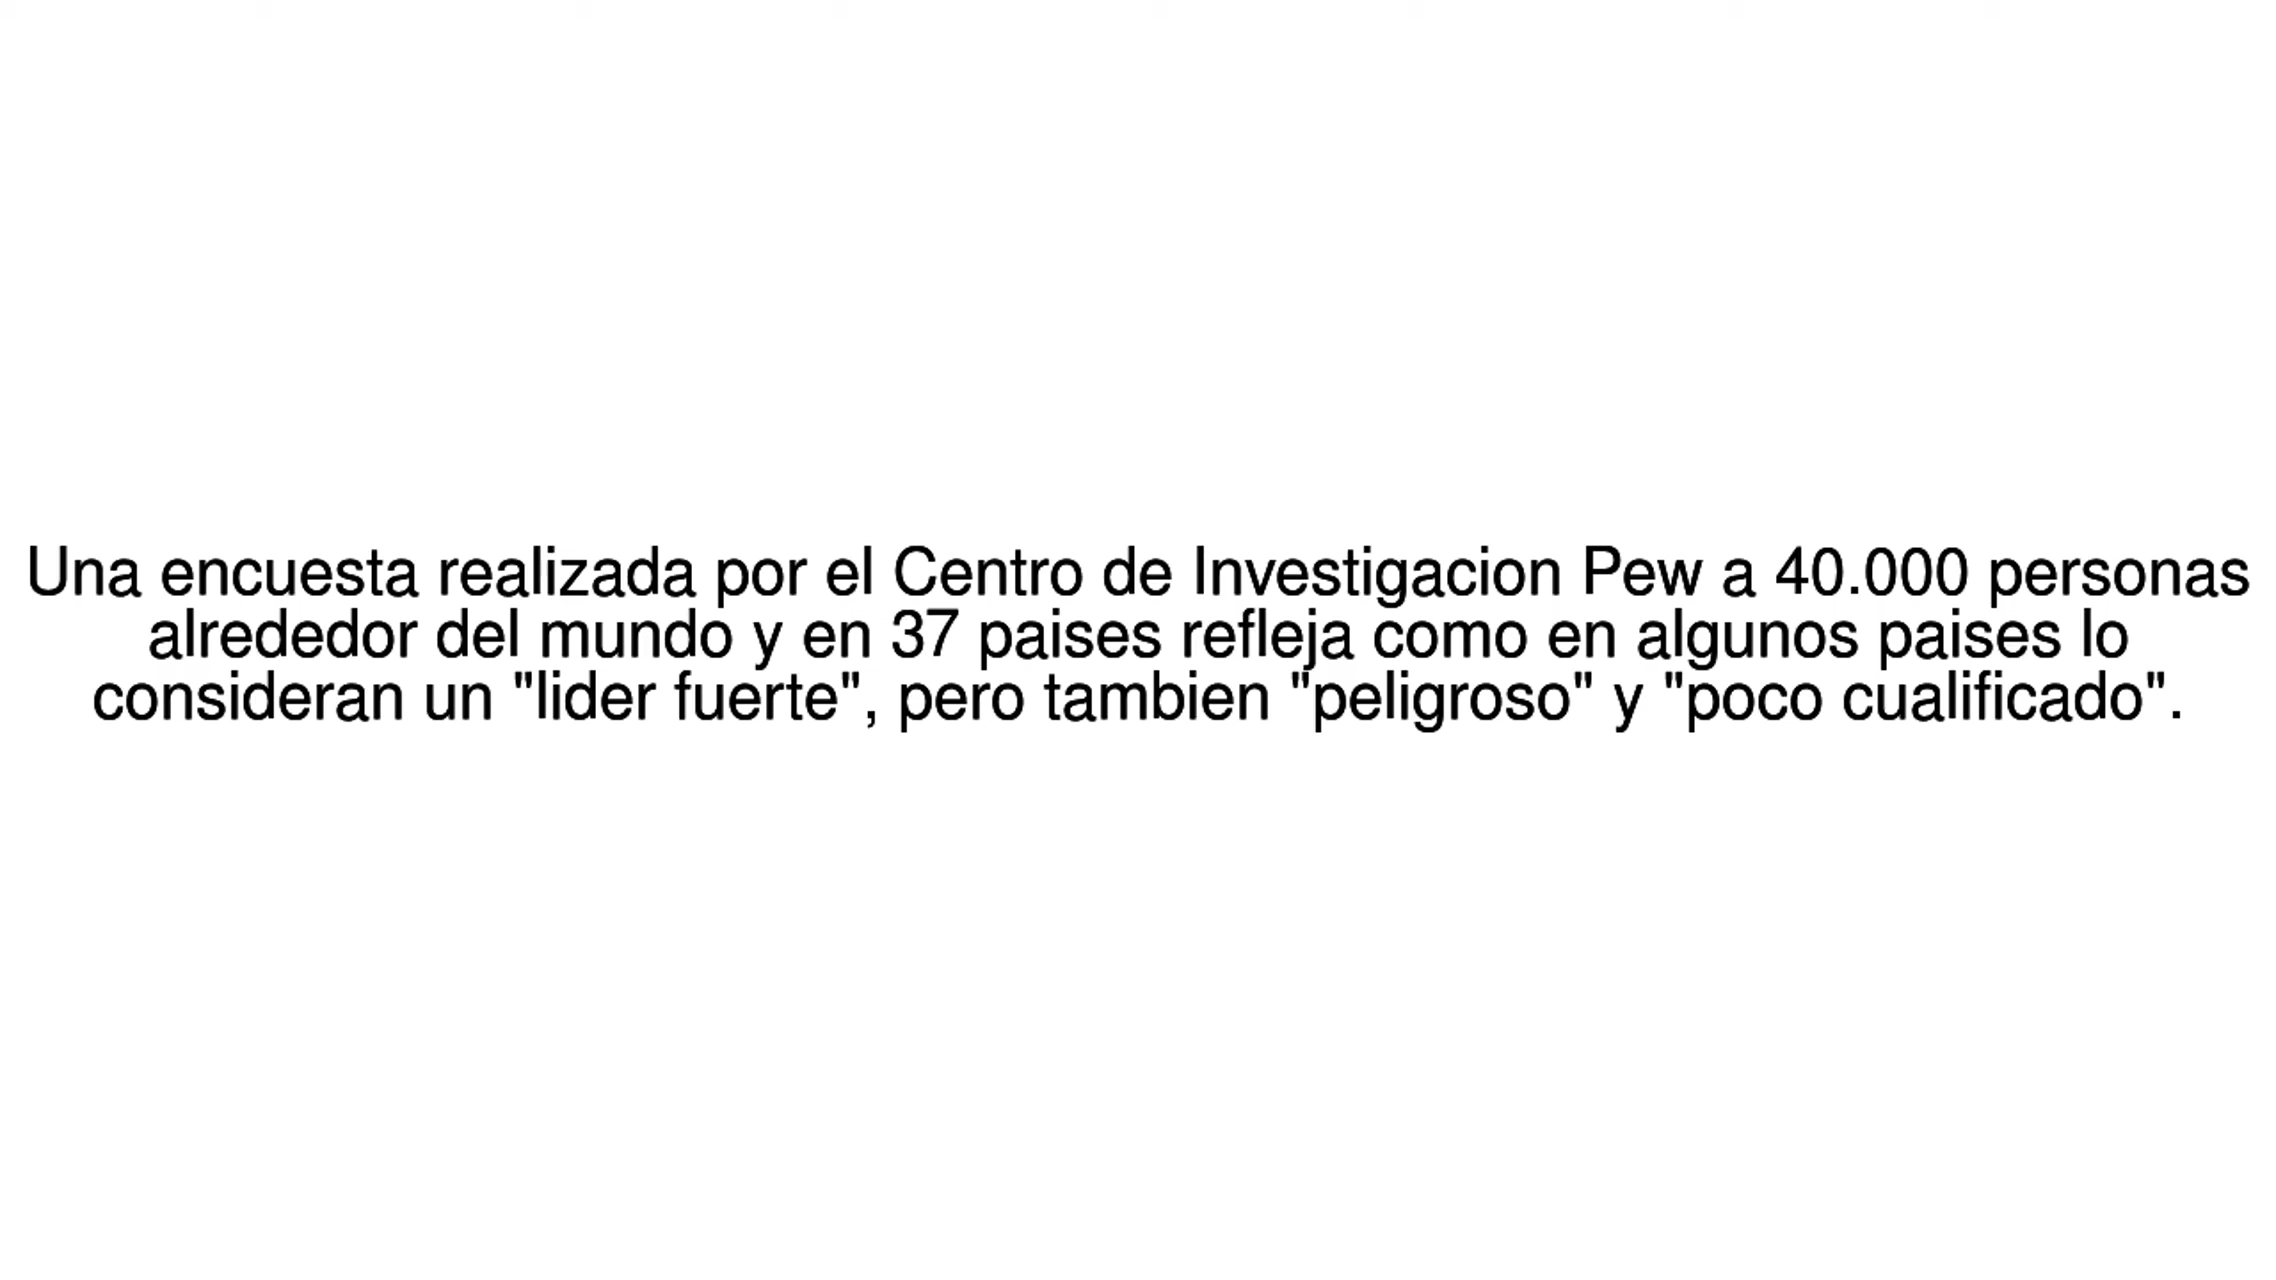 Una encuesta realizada por el Centro de Investigacion Pew a 40.000 personas
alrededor del mundo y en 37 paises refleja como en algunos paises lo
consideran un "lider fuerte", pero tambien "peligroso" y "poco cualificado".